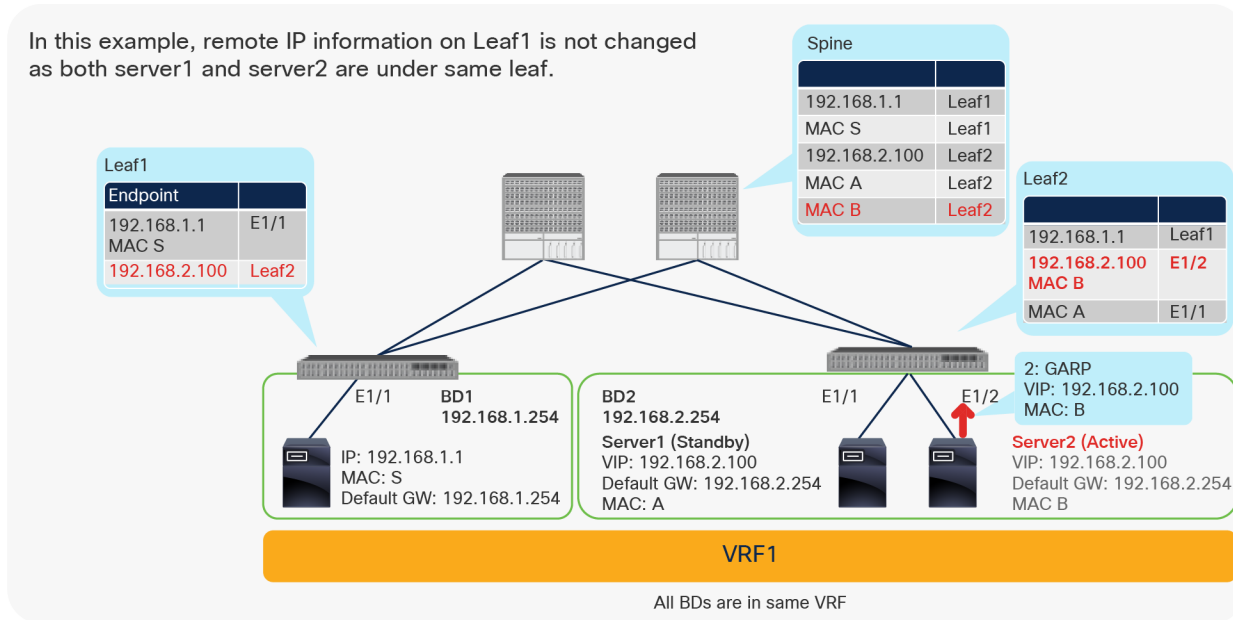 In this example, remote IP information on Leaf1 is not changed
as both server1 and server2 are under same leaf.
Spine
192.168.1.1 Leaf1
MAC S Leaf1
192.168.2.100 Leaf2
MAC A Leaf2
MAC B Leaf2
Leaf1
Endpoint
192.168.1.1 E1/1
MAC S
192.168.2.100 Leaf2
Leaf2
192.168.1.1 Leaf1
192.168.2.100 E1/2
MAC B
MAC A E1/1
E1/1
BD1
192.168.1.254
IP: 192.168.1.1
MAC: S
Default GW: 192.168.1.254
BD2
192.168.2.254
Server1 (Standby)
VIP: 192.168.2.100
Default GW: 192.168.2.254
MAC: A
E1/1
E1/2
2: GARP
VIP: 192.168.2.100
MAC: B
Server2 (Active)
VIP: 192.168.2.100
Default GW: 192.168.2.254
MAC B
VRF1
All BDs are in same VRF